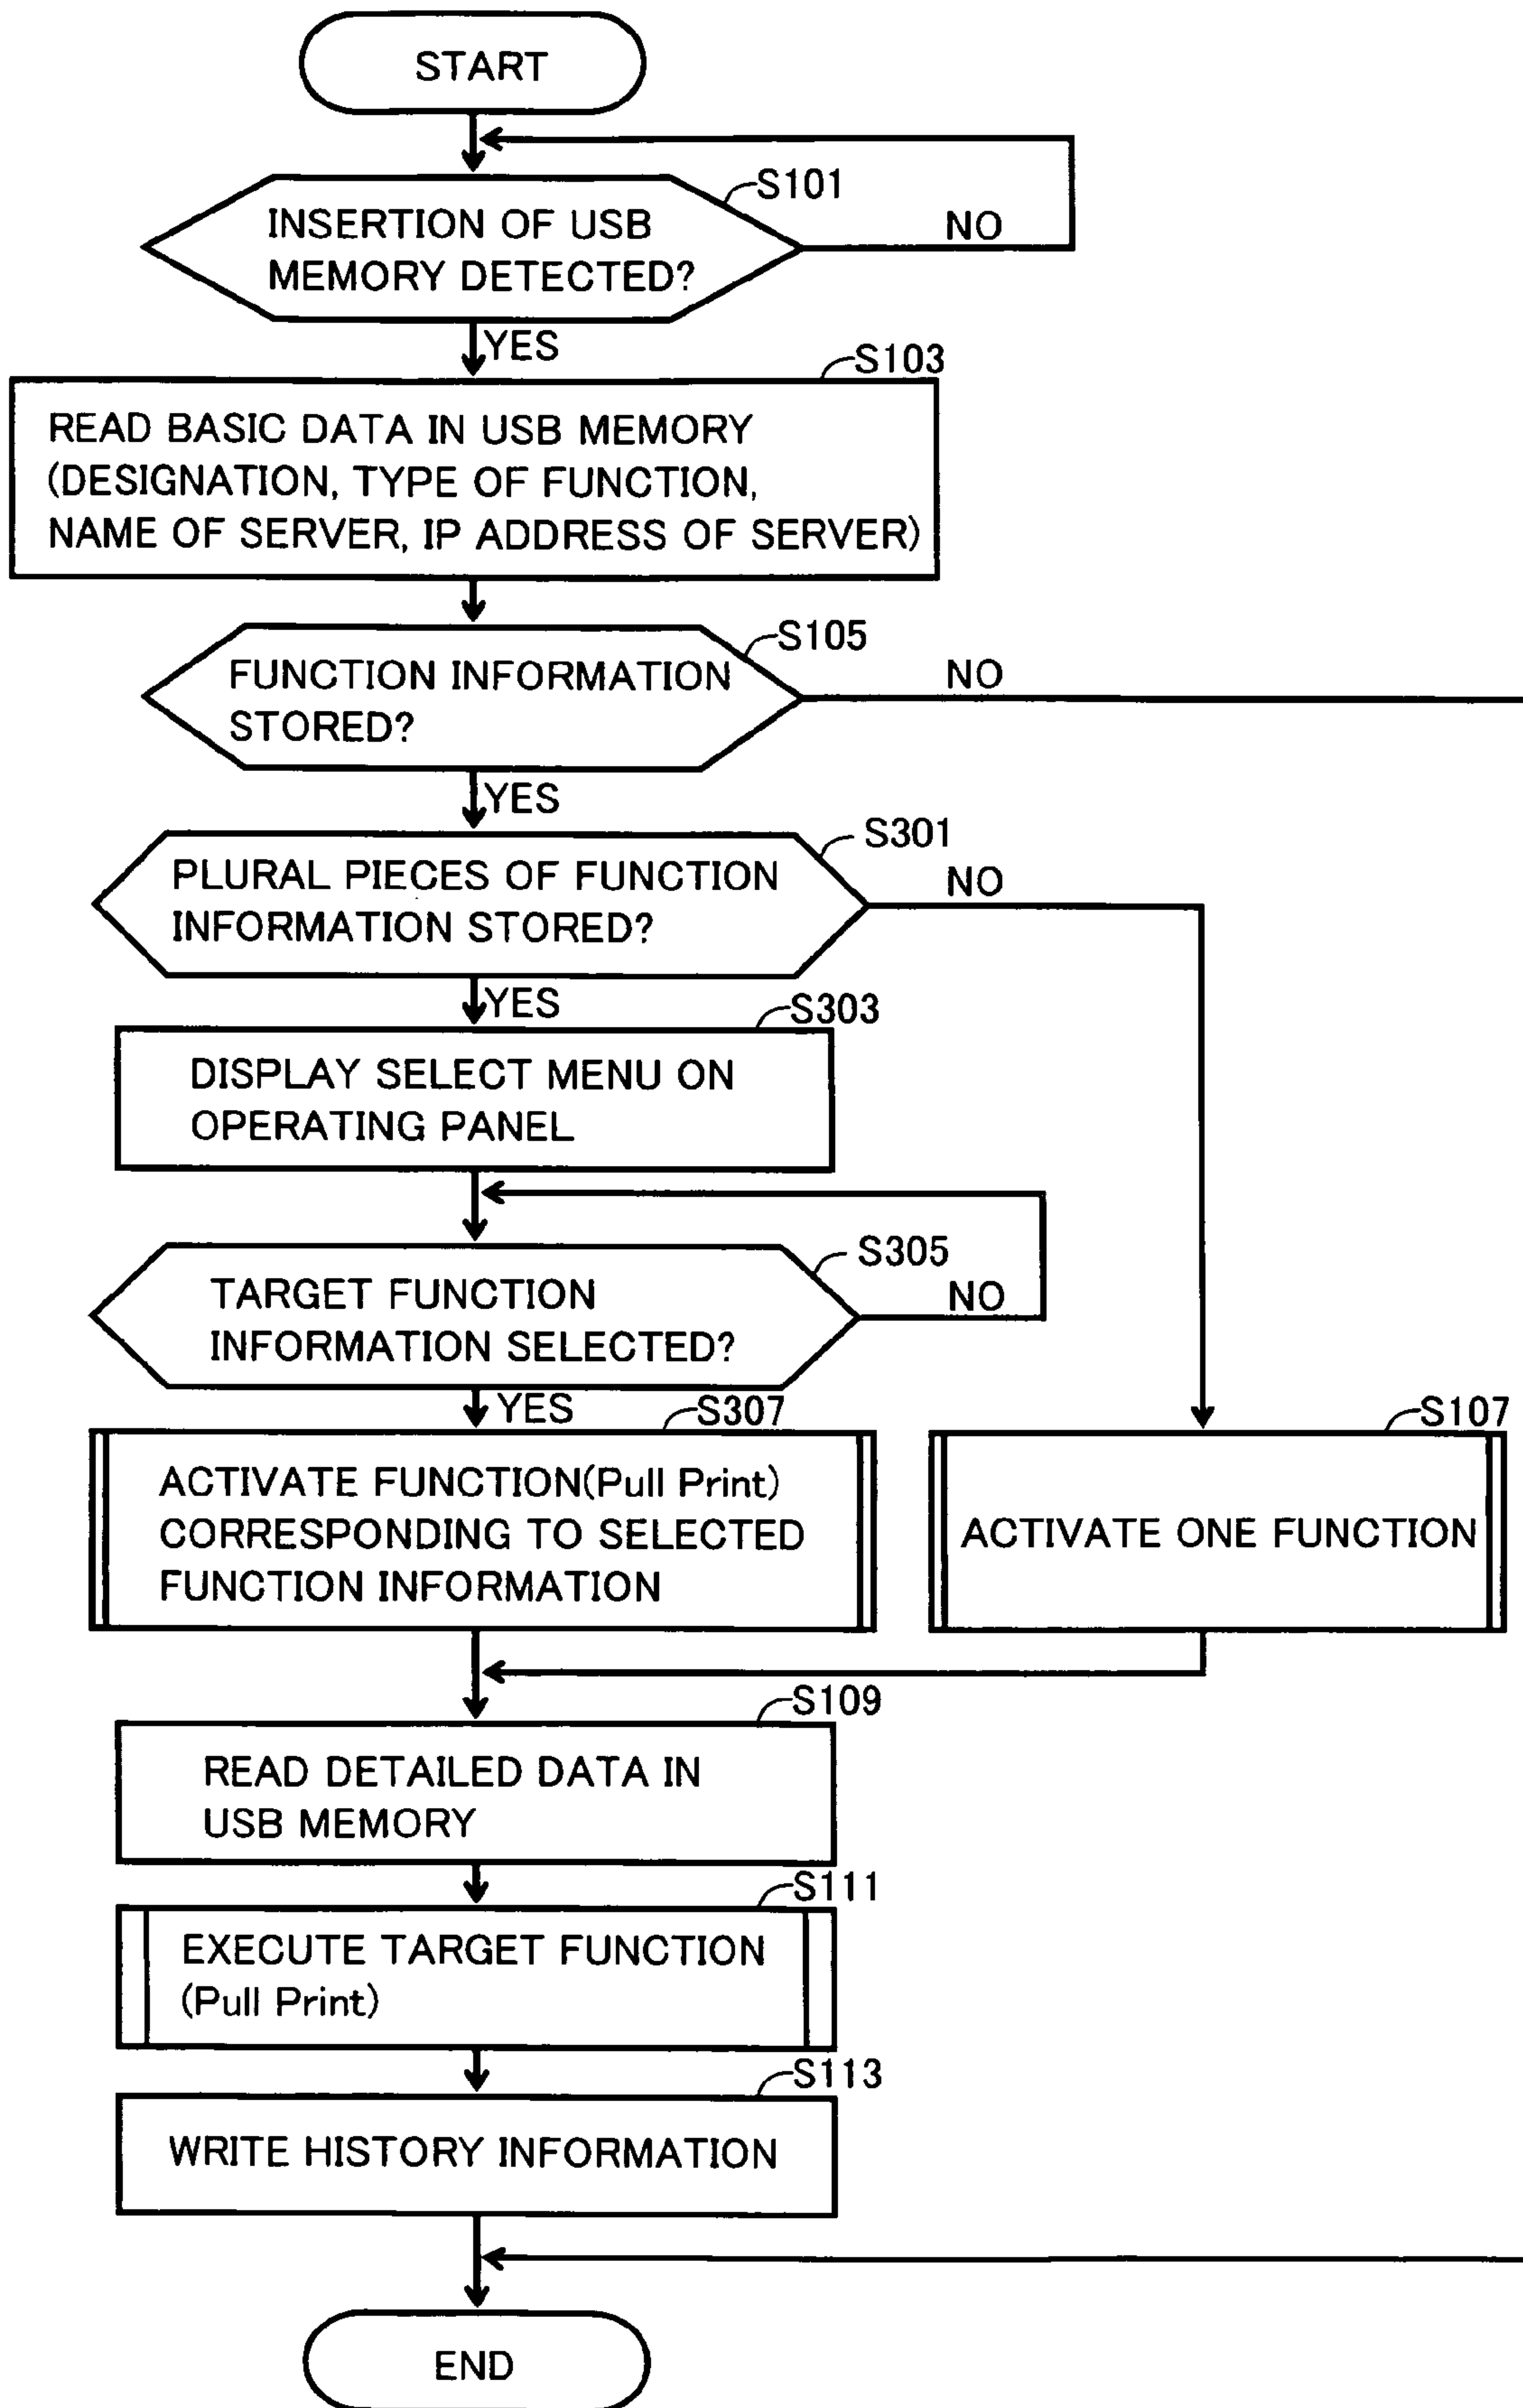 START
S101
INSERTION OF USB
MEMORY DETECTED?
NO
YES
S103
READ BASIC DATA IN USB MEMORY
(DESIGNATION, TYPE OF FUNCTION,
NAME OF SERVER, IP ADDRESS OF SERVER)
S105
FUNCTION INFORMATION
STORED?
NO
YES
S301
PLURAL PIECES OF FUNCTION
INFORMATION STORED?
NO
YES
S303
DISPLAY SELECT MENU ON
OPERATING PANEL
S305
TARGET FUNCTION
INFORMATION SELECTED?
NO
YES
S307
ACTIVATE FUNCTION(Pull Print)
CORRESPONDING TO SELECTED
FUNCTION INFORMATION
S107
ACTIVATE ONE FUNCTION
S109
READ DETAILED DATA IN
USB MEMORY
S111
EXECUTE TARGET FUNCTION
(Pull Print)
S113
WRITE HISTORY INFORMATION
END